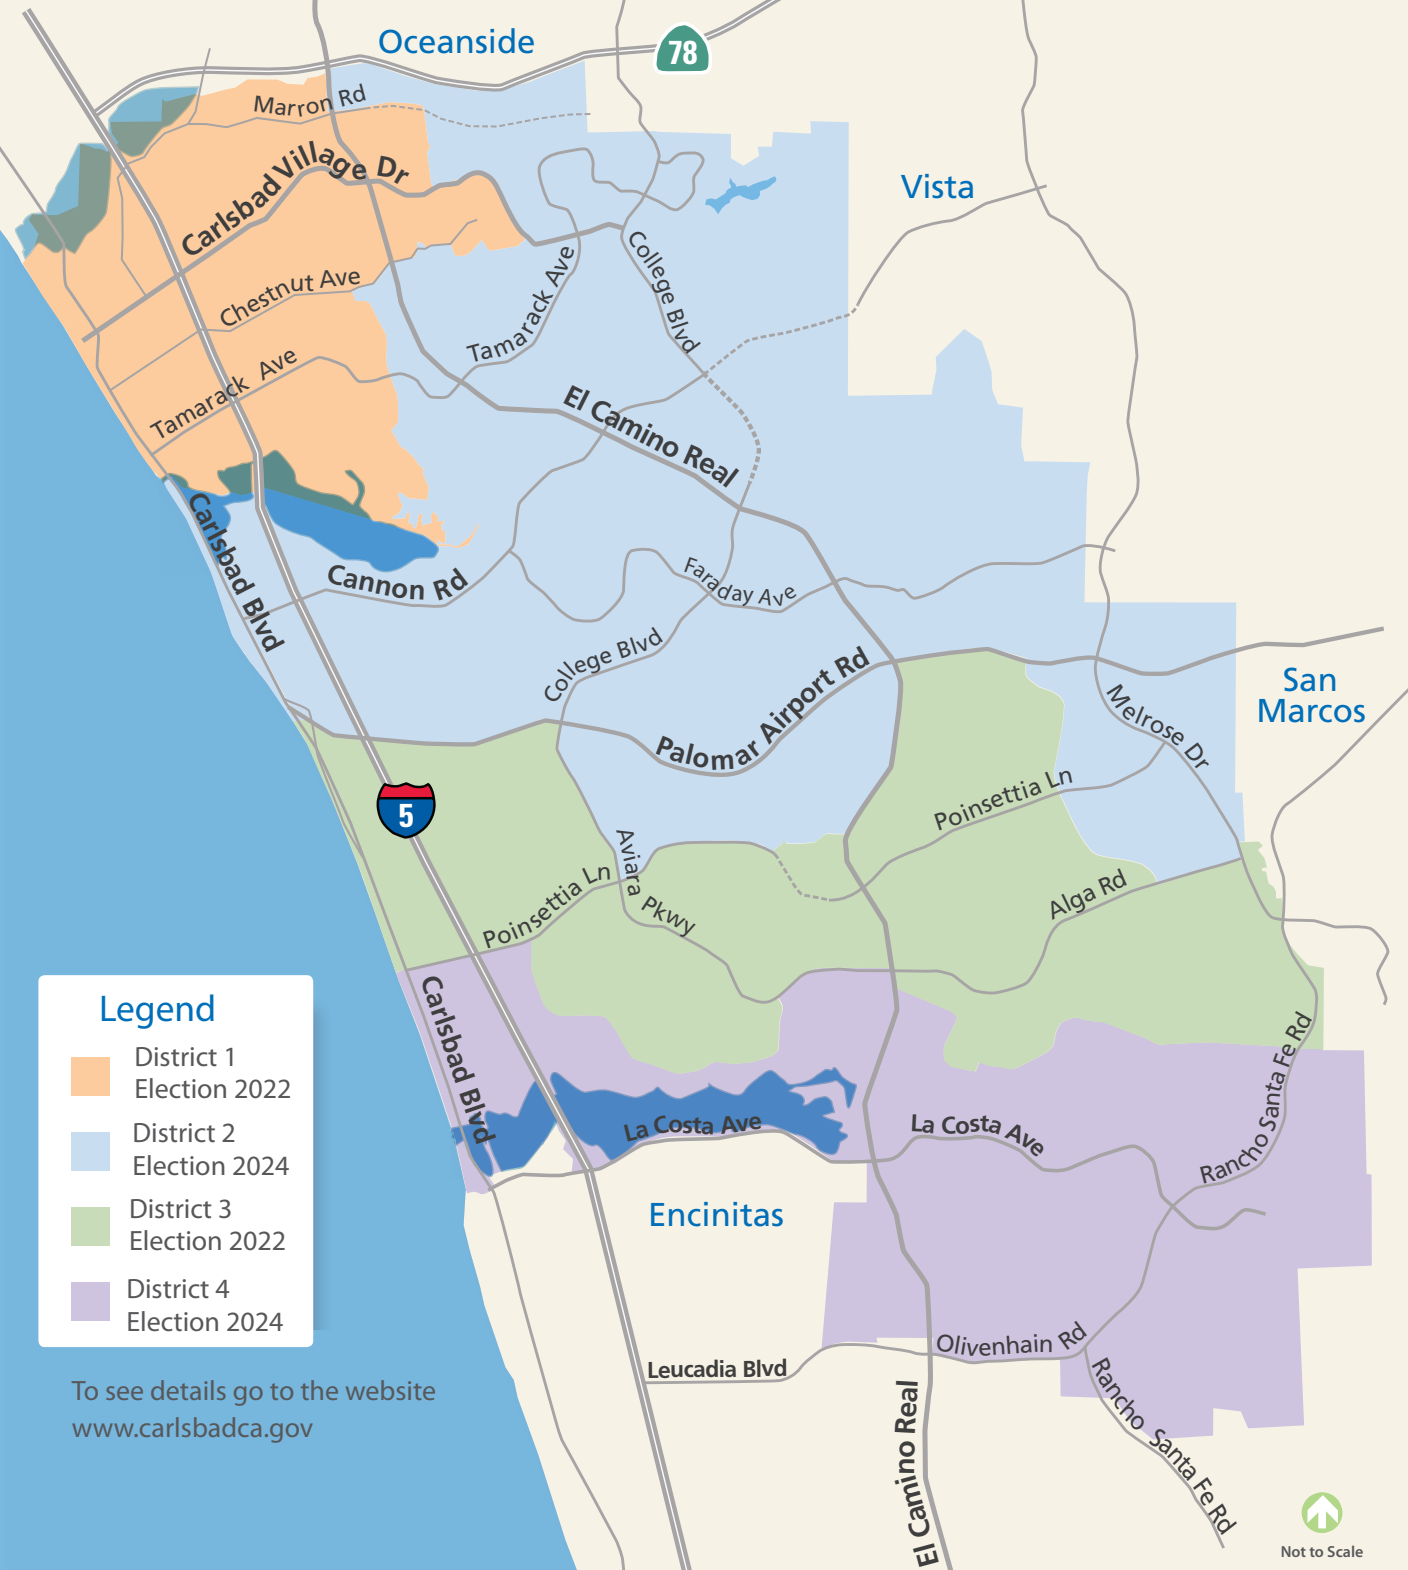 Oceanside
78
Marron Rd
Carlsbad Village Dr
Vista
Chestnut Ave
Tamarack Ave
College Blvd
Tamarack Ave
El Camino Real
Carlsbad Blvd
Cannon Rd
Faraday Ave
College Blvd
Palomar Airport Rd
San
Marcos
Melrose Dr
5
Poinsettia Ln
Aviara Pkwy
Poinsettia Ln
Alga Rd
Carlsbad Blvd
Legend
District 1
Election 2022
District 2
Election 2024
District 3
Election 2022
District 4
Election 2024
La Costa Ave
La Costa Ave
Rancho Santa Fe Rd
Encinitas
Olivenhain Rd
Leucadia Blvd
Rancho Santa Fe Rd
El Camino Real
To see details go to the website
www.carlsbadca.gov
Not to Scale